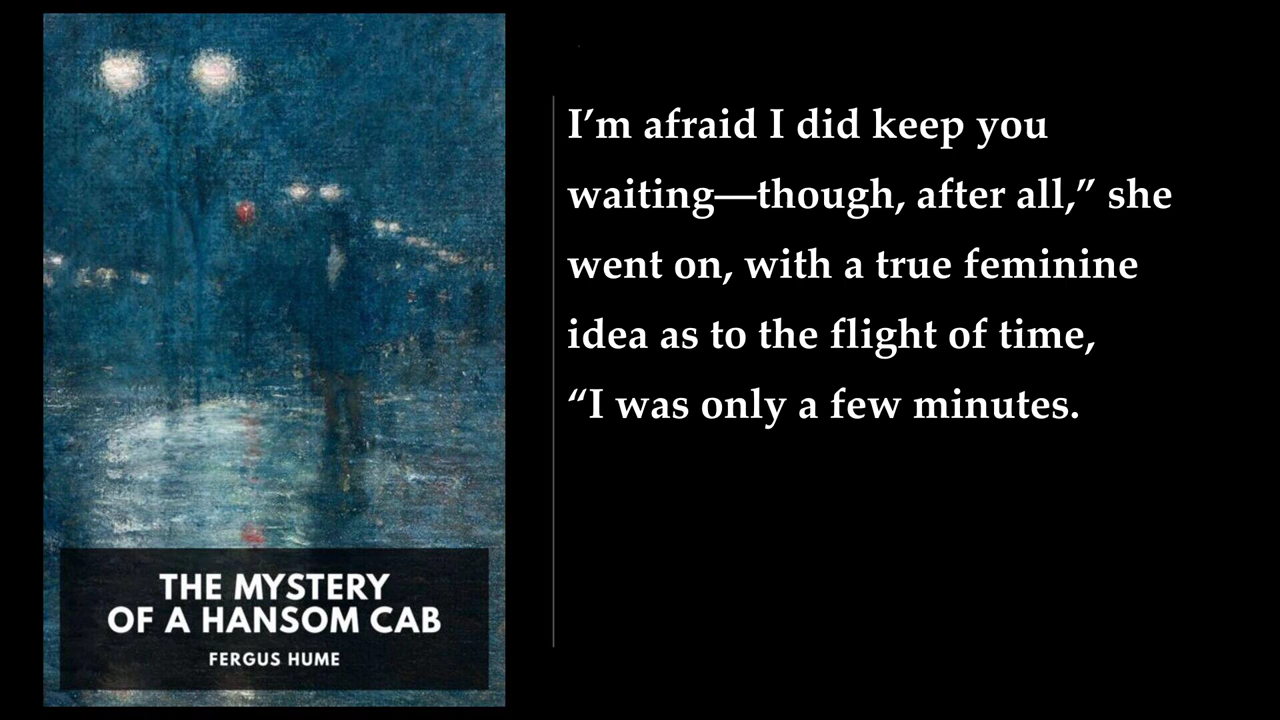 THE MYSTERY
OF A HANSOM CAB
FERGUS HUME
I’m afraid I did keep you
waiting—though, after all,” she
went on, with a true feminine
idea as to the flight of time,
“I was only a few minutes.